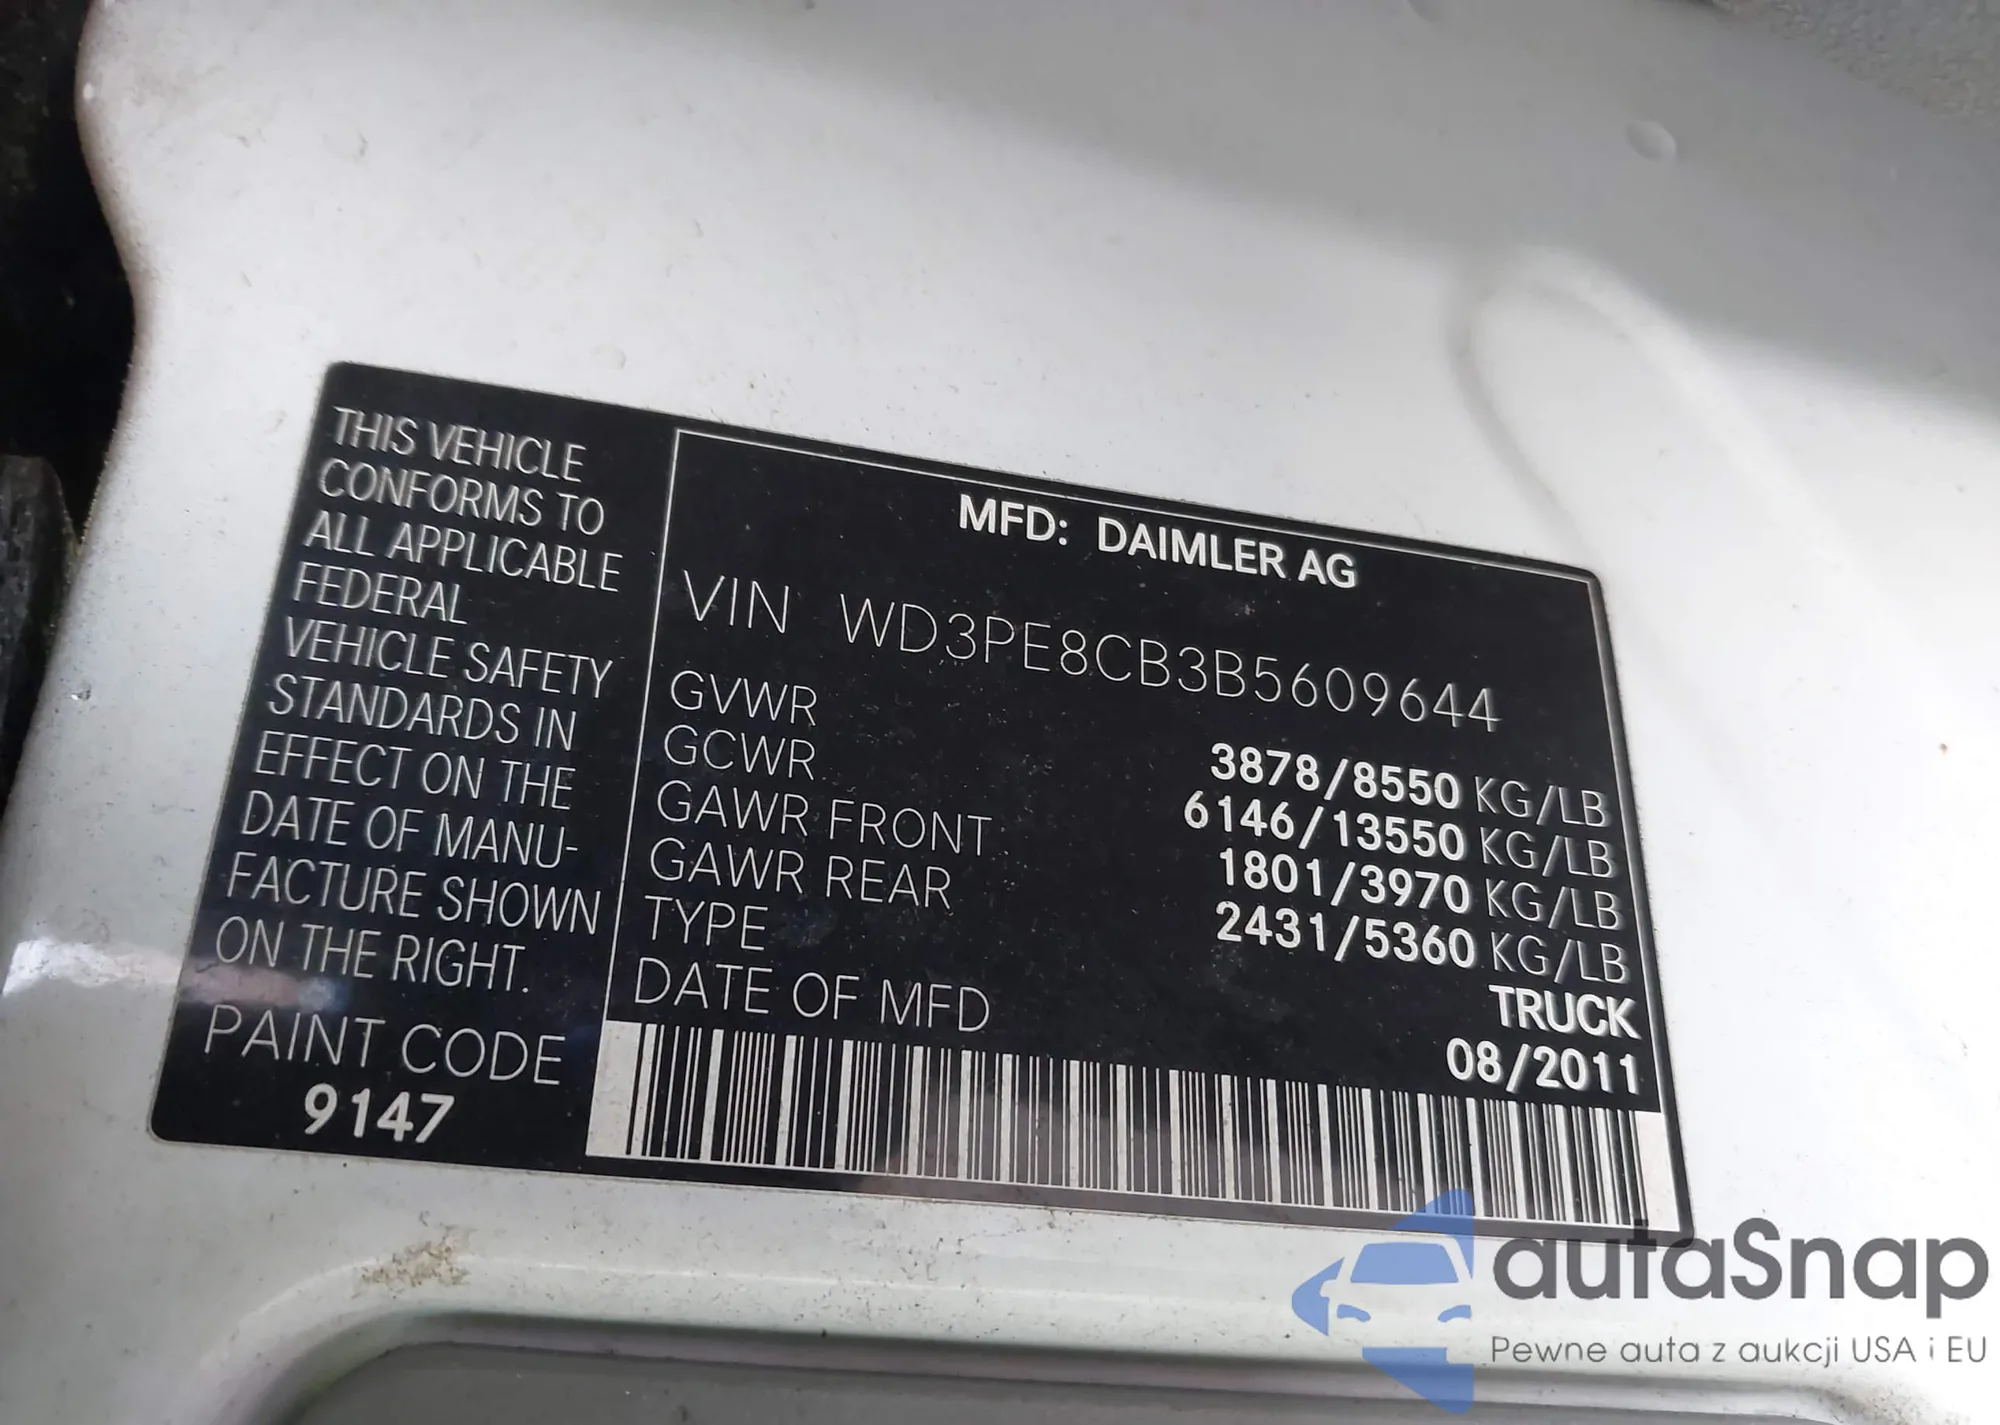 THIS VEHICLE
CONFORMS TO
ALL APPLICABLE
FEDERAL
VEHICLE SAFETY
STANDARDS IN
EFFECT ON THE
DATE OF MANU-
FACTURE SHOWN
ON THE RIGHT.
PAINT CODE
9147
MFD: DAIMLER AG
VIN WD3PE8CB3B5609644
GVWR 3878/8550 KG/LB
GCWR 6146/13550 KG/LB
GAWR FRONT 1801/3970 KG/LB
GAWR REAR 2431/5360 KG/LB
TYPE TRUCK
DATE OF MFD 08/2011
autaSnap
Pewne auta z aukcji USA i EU